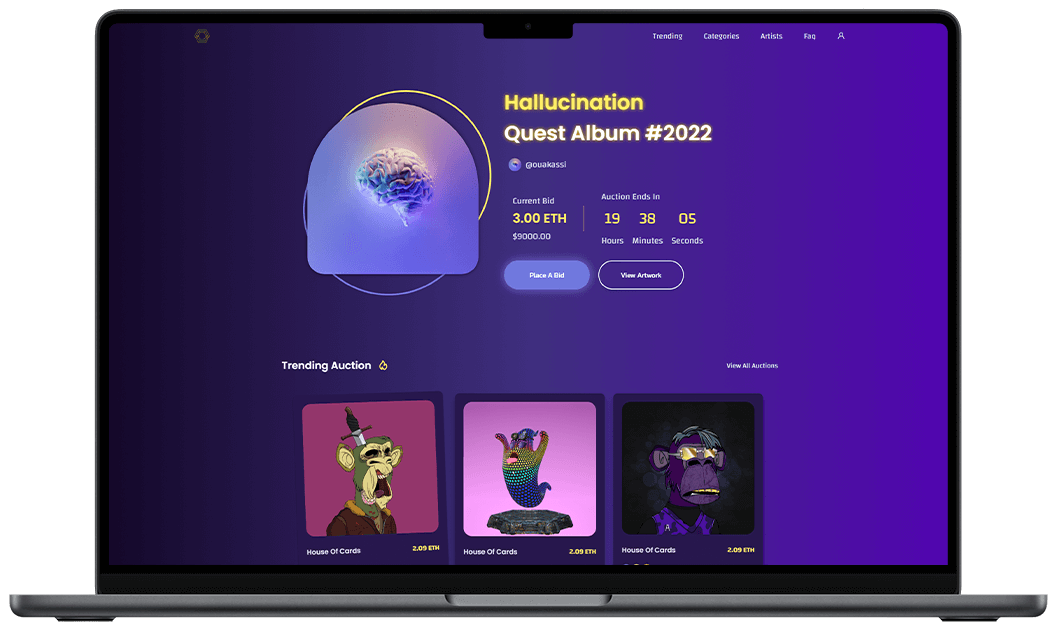 Trending Categories Artists Faq
Hallucination
Quest Album #2022
@ouakassi
Current Bid
3.00 ETH
$9000.00
Auction Ends In
19 38 05
Hours Minutes Seconds
Place A Bid View Artwork
Trending Auction
View All Auctions
House Of Cards 2.09 ETH
House Of Cards 2.09 ETH
A
House Of Cards 2.09 ETH